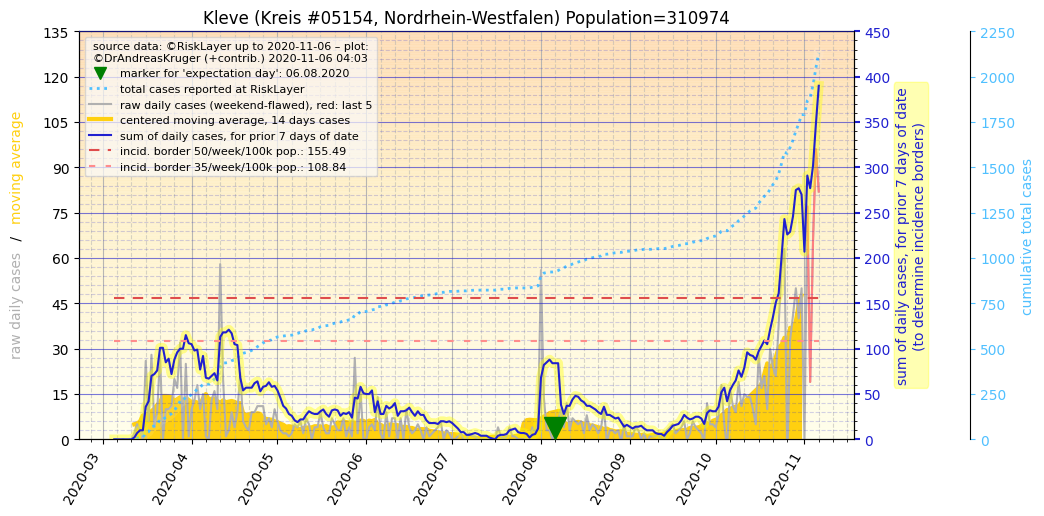 Kleve (Kreis #05154, Nordrhein-Westfalen) Population=310974
source data: ©RiskLayer up to 2020-11-06 – plot:
©DrAndreasKruger (+contrib.) 2020-11-06 04:03
marker for 'expectation day': 06.08.2020
total cases reported at RiskLayer
raw daily cases (weekend-flawed), red: last 5
centered moving average, 14 days cases
sum of daily cases, for prior 7 days of date
incid. border 50/week/100k pop.: 155.49
incid. border 35/week/100k pop.: 108.84
raw daily cases / moving average
135
120
105
90
75
60
45
30
15
0
2020-03
2020-04
2020-05
2020-06
2020-07
2020-08
2020-09
2020-10
2020-11
450
400
350
300
250
200
150
100
50
0
sum of daily cases, for prior 7 days of date
(to determine incidence borders)
2250
2000
1750
1500
1250
1000
750
500
250
0
cumulative total cases